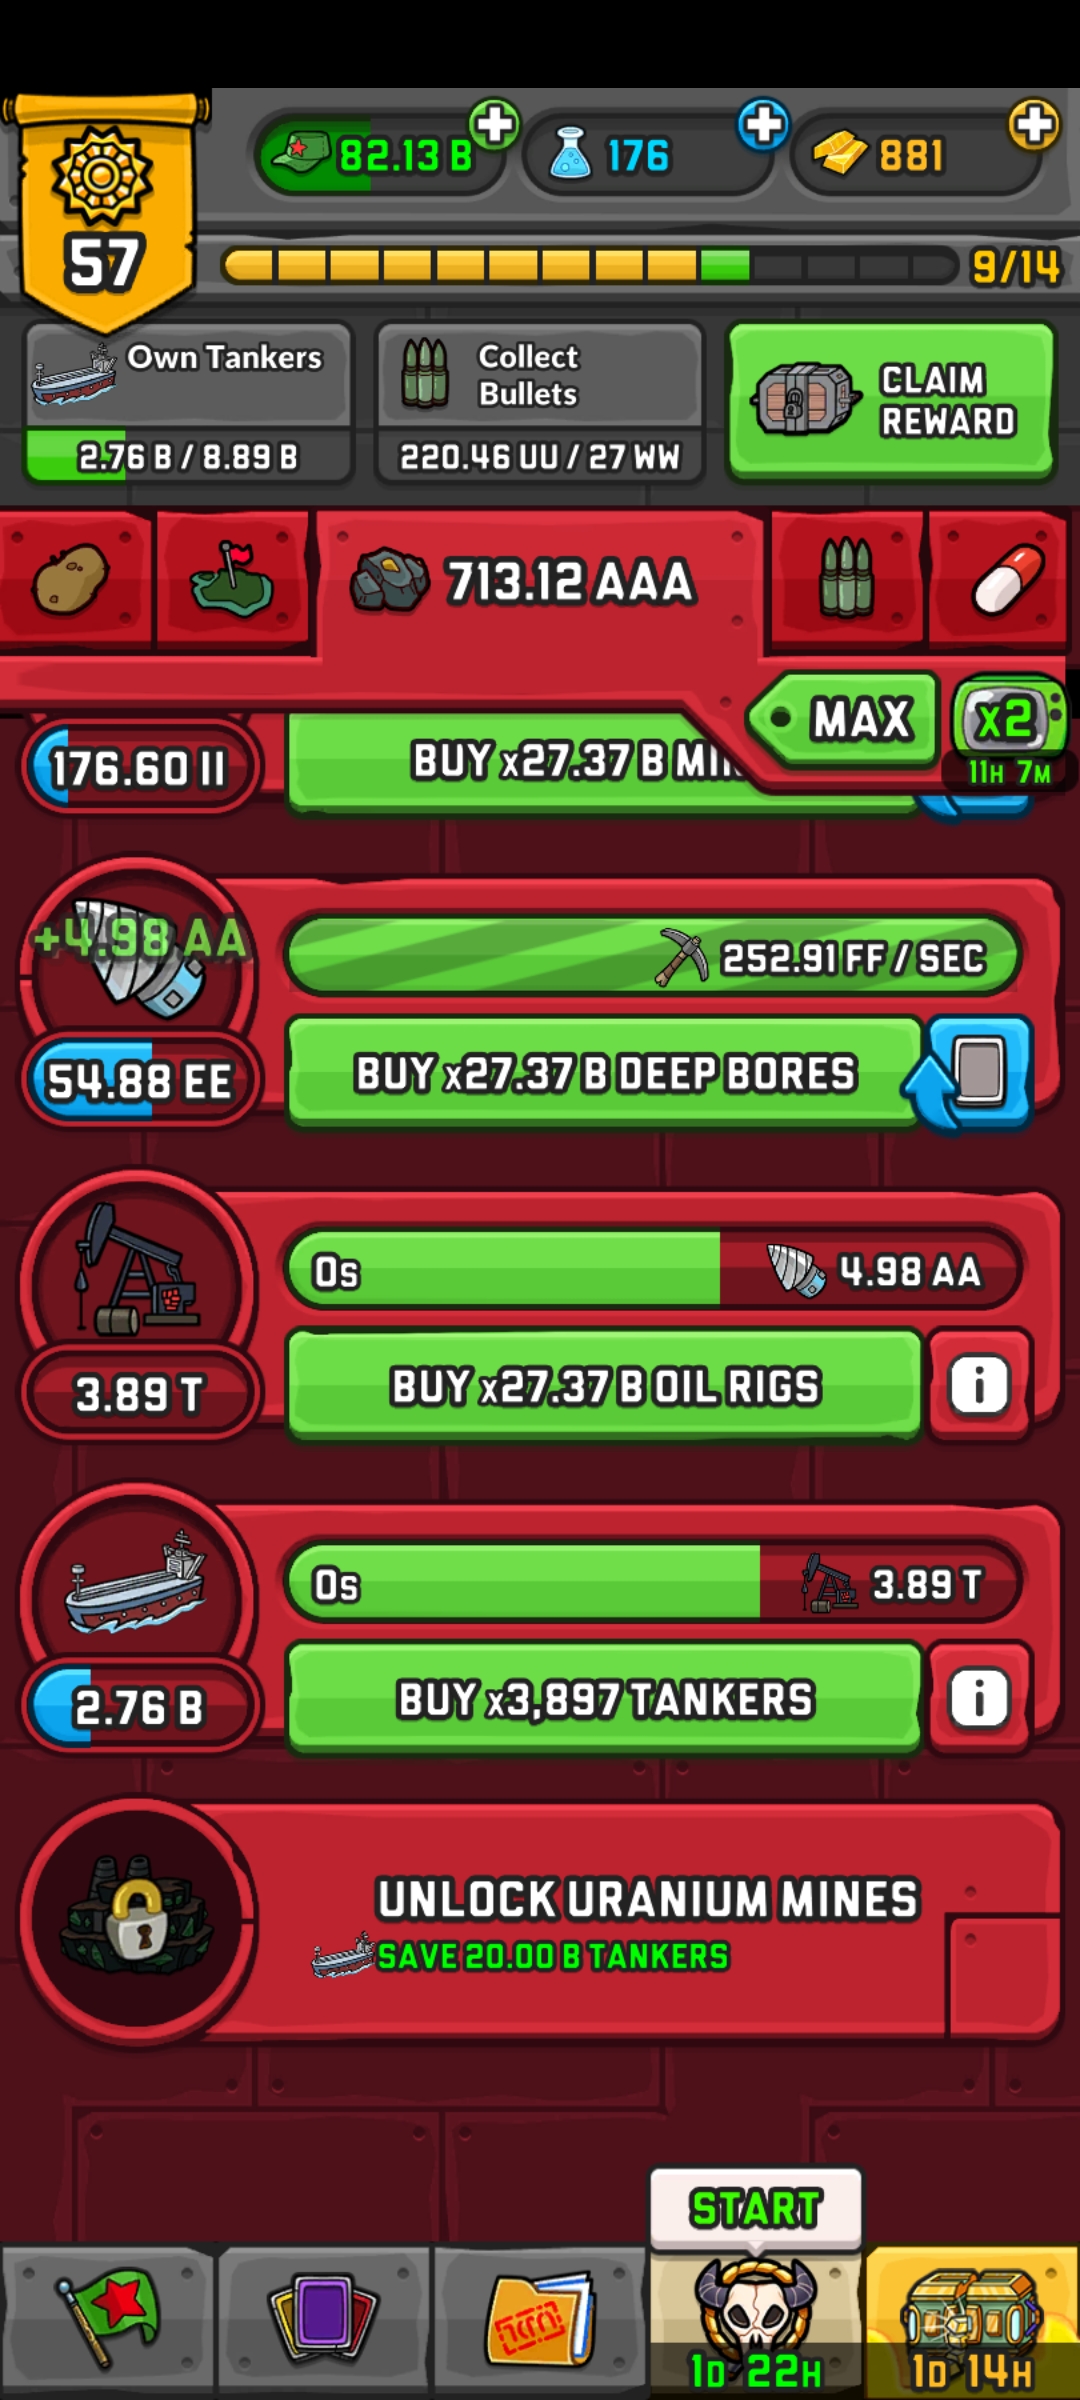 82.13 B
176
881
57
9/14
Own Tankers
2.76 B / 8.89 B
Collect
Bullets
220.46 UU / 27 WW
CLAIM
REWARD
713.12 AAA
MAX
x2
11H 7M
176.60 II
BUY x27.37 B
+4.98 AA
252.91 FF / SEC
54.88 EE
BUY x27.37 B DEEP BORES
0s
4.98 AA
3.89 T
BUY x27.37 B OIL RIGS
i
0s
3.89 T
2.76 B
BUY x3,897 TANKERS
i
UNLOCK URANIUM MINES
SAVE 20.00 B TANKERS
START
1D 22H
1D 14H